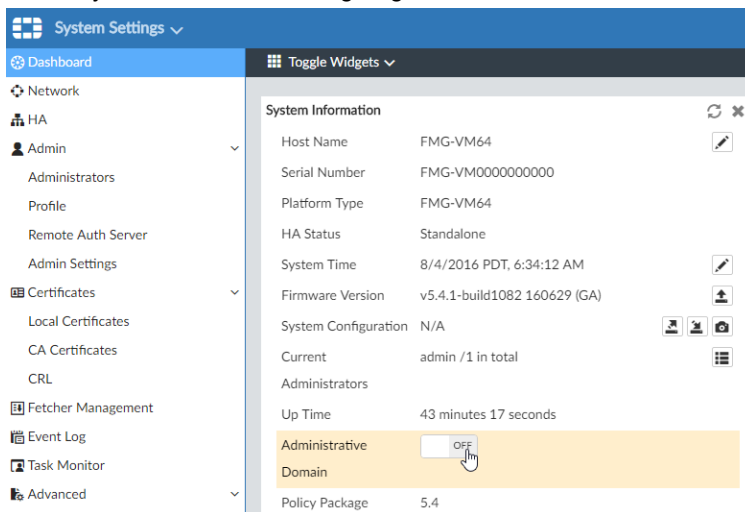 System Settings
Dashboard
Toggle Widgets
Network
HA
Admin
Administrators
Profile
Remote Auth Server
Admin Settings
Certificates
Local Certificates
CA Certificates
CRL
Fetcher Management
Event Log
Task Monitor
Advanced
System Information
Host Name FMG-VM64
Serial Number FMG-VM0000000000
Platform Type FMG-VM64
HA Status Standalone
System Time 8/4/2016 PDT, 6:34:12 AM
Firmware Version v5.4.1-build1082 160629 (GA)
System Configuration N/A
Current admin /1 in total
Administrators
Up Time 43 minutes 17 seconds
Administrative OFF
Domain
Policy Package 5.4